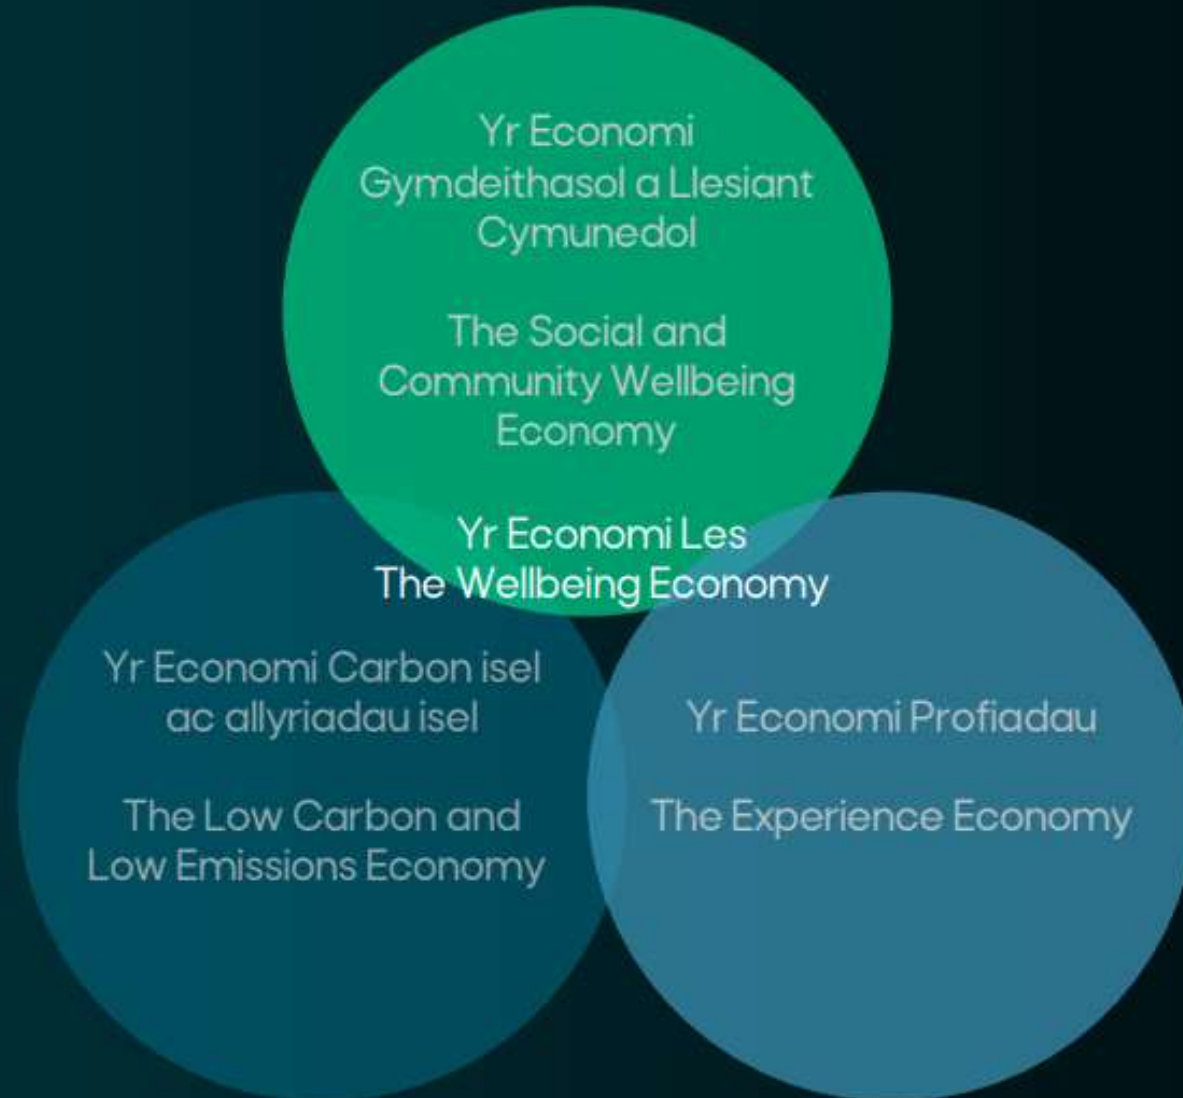 Yr Economi
Gymdeithasol a Llesiant
Cymunedol
The Social and
Community Wellbeing
Economy
Yr Economi Les
The Wellbeing Economy
Yr Economi Carbon isel
ac allyriadau isel
The Low Carbon and
Low Emissions Economy
Yr Economi Profiadau
The Experience Economy